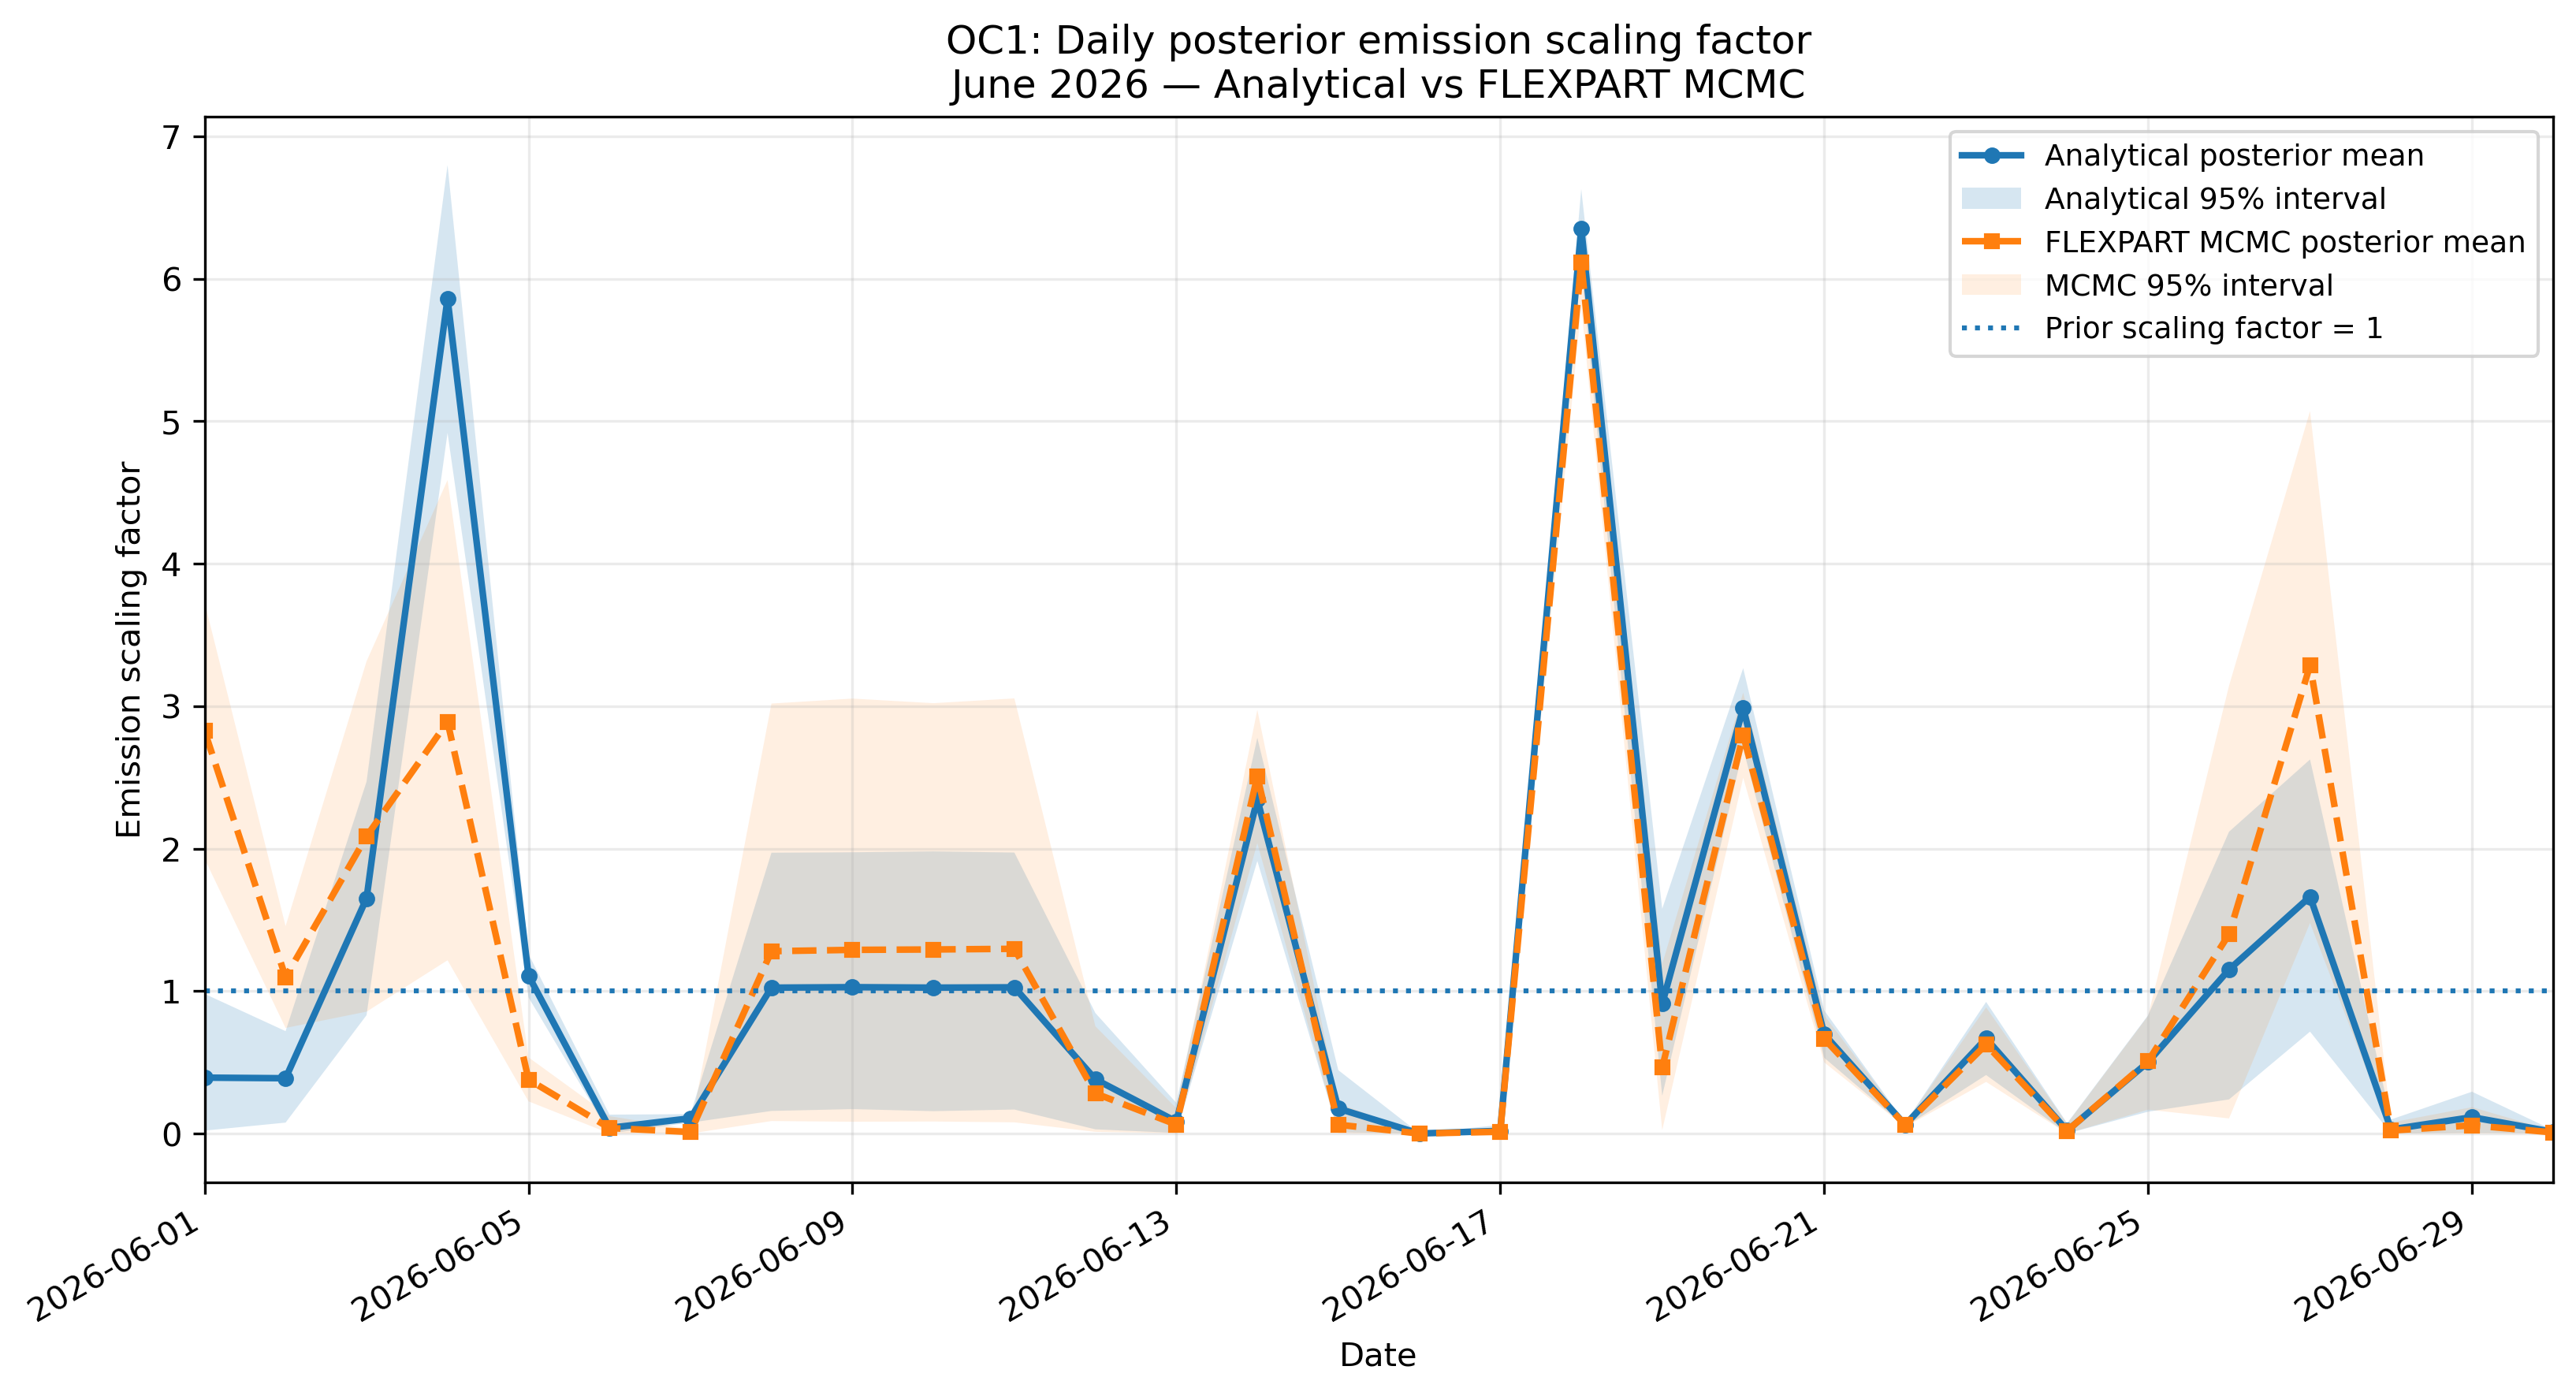 OC1: Daily posterior emission scaling factor
June 2026 — Analytical vs FLEXPART MCMC
Analytical posterior mean
Analytical 95% interval
FLEXPART MCMC posterior mean
MCMC 95% interval
Prior scaling factor = 1
Emission scaling factor
7
6
5
4
3
2
1
0
2026-06-01
2026-06-05
2026-06-09
2026-06-13
2026-06-17
2026-06-21
2026-06-25
2026-06-29
Date